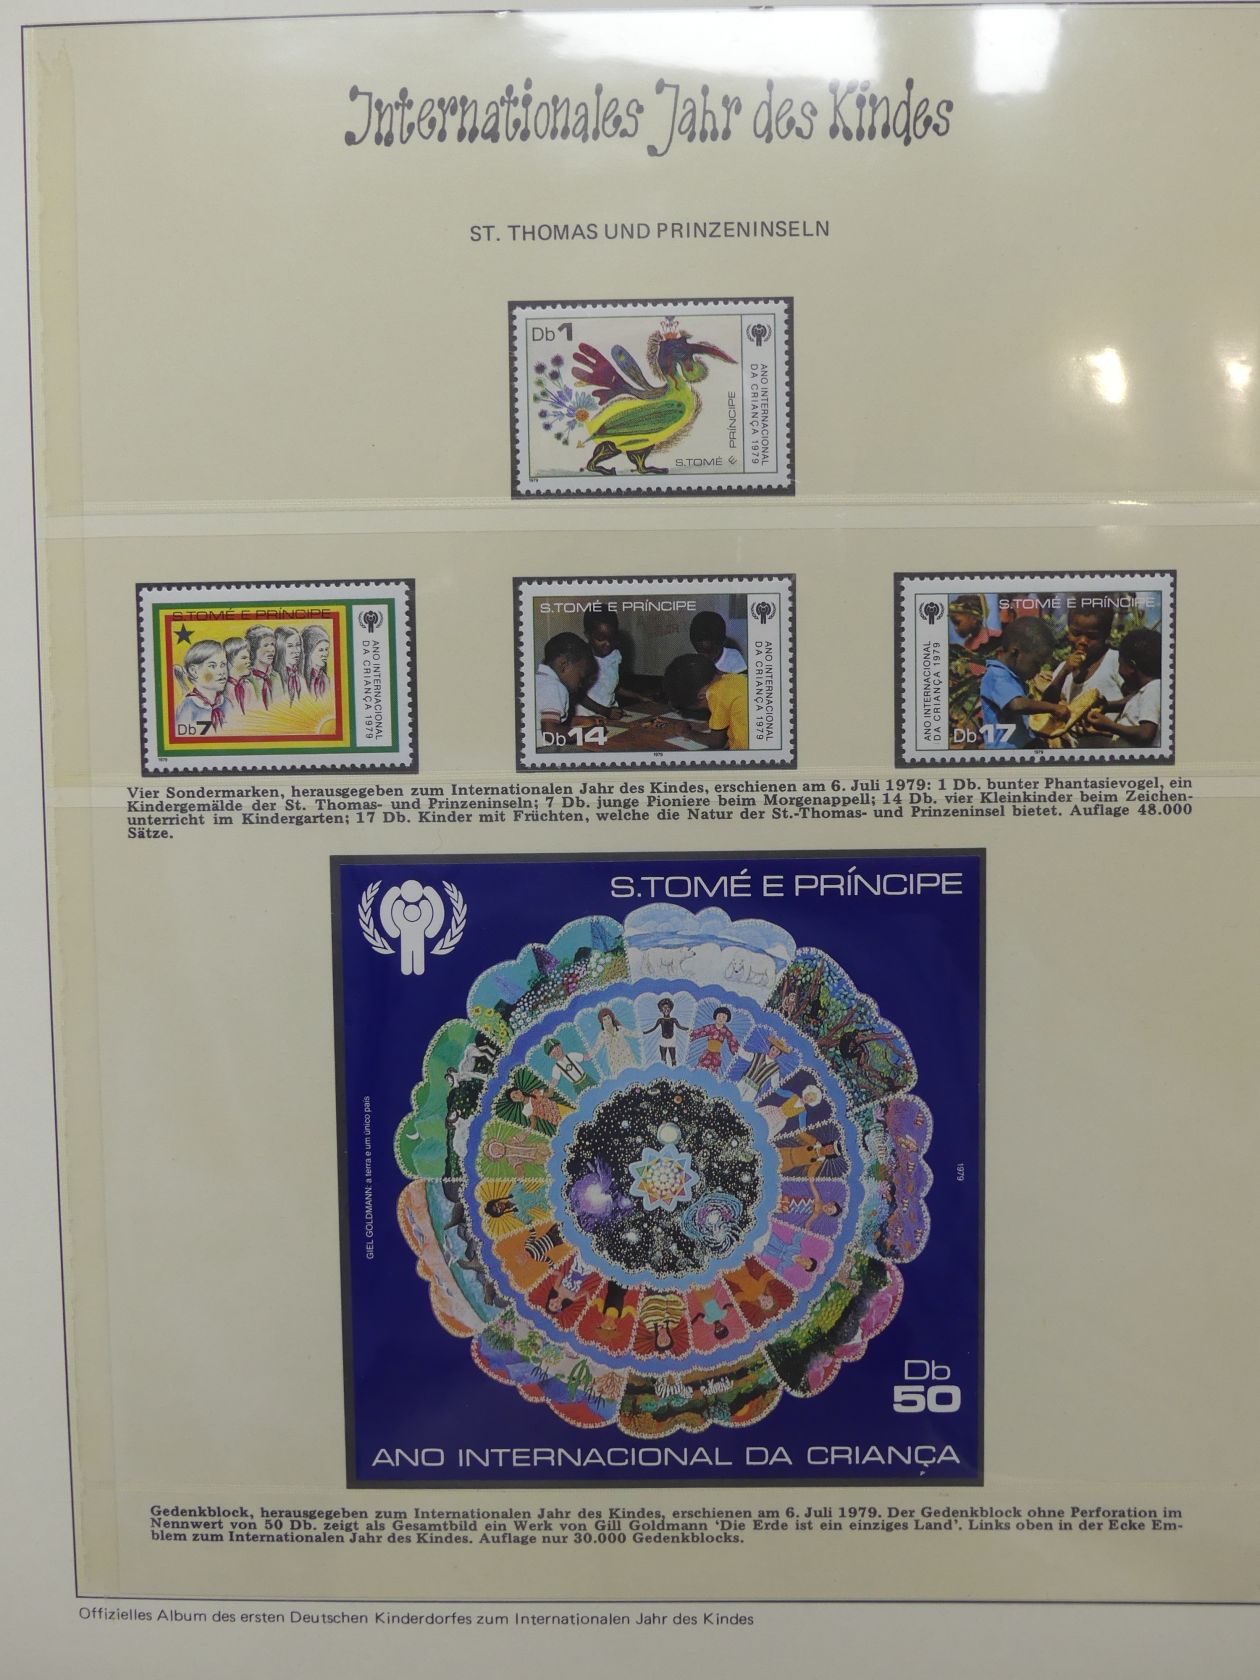 Internationales Jahr des Kindes
ST. THOMAS UND PRINZENINSELN
Db 1
ANO INTERNACIONAL
DA CRIANÇA 1979
S.TOMÉ E PRÍNCIPE
1979
S.TOMÉ E PRÍNCIPE
ANO INTERNACIONAL
DA CRIANÇA 1979
Db 7
1979
S.TOMÉ E PRÍNCIPE
ANO INTERNACIONAL
DA CRIANÇA 1979
Db 14
1979
S.TOMÉ E PRÍNCIPE
ANO INTERNACIONAL
DA CRIANÇA 1979
Db 17
1979
Vier Sondermarken, herausgegeben zum Internationalen Jahr des Kindes, erschienen am 6. Juli 1979: 1 Db. bunter Phantasievogel, ein
Kindergemälde der St. Thomas- und Prinzeninseln; 7 Db. junge Pioniere beim Morgenappell; 14 Db. vier Kleinkinder beim Zeichen-
unterricht im Kindergarten; 17 Db. Kinder mit Früchten, welche die Natur der St.-Thomas- und Prinzeninsel bietet. Auflage 48.000
Sätze.
S.TOMÉ E PRÍNCIPE
GIEL GOLDMANN: a terra e um único pais
1979
Db
50
ANO INTERNACIONAL DA CRIANÇA
Gedenkblock, herausgegeben zum Internationalen Jahr des Kindes, erschienen am 6. Juli 1979. Der Gedenkblock ohne Perforation im
Nennwert von 50 Db. zeigt als Gesamtbild ein Werk von Gill Goldmann ‘Die Erde ist ein einziges Land’. Links oben in der Ecke Em-
blem zum Internationalen Jahr des Kindes. Auflage nur 30.000 Gedenkblocks.
Offizielles Album des ersten Deutschen Kinderdorfes zum Internationalen Jahr des Kindes